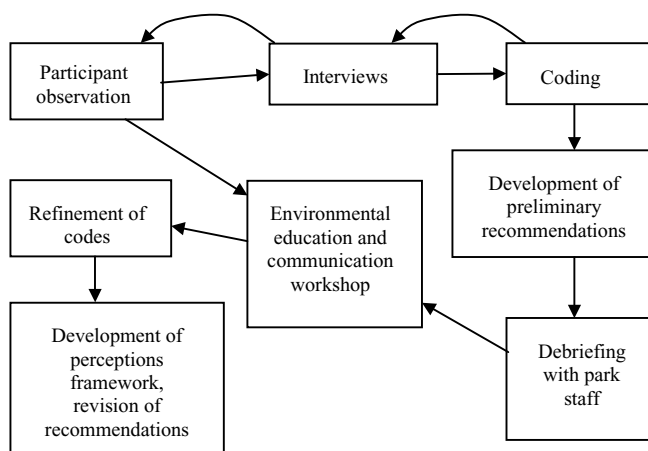 Participant
observation
Interviews
Coding
Development of
preliminary
recommendations
Debriefing
with park
staff
Environmental
education and
communication
workshop
Refinement of
codes
Development of
perceptions
framework,
revision of
recommendations